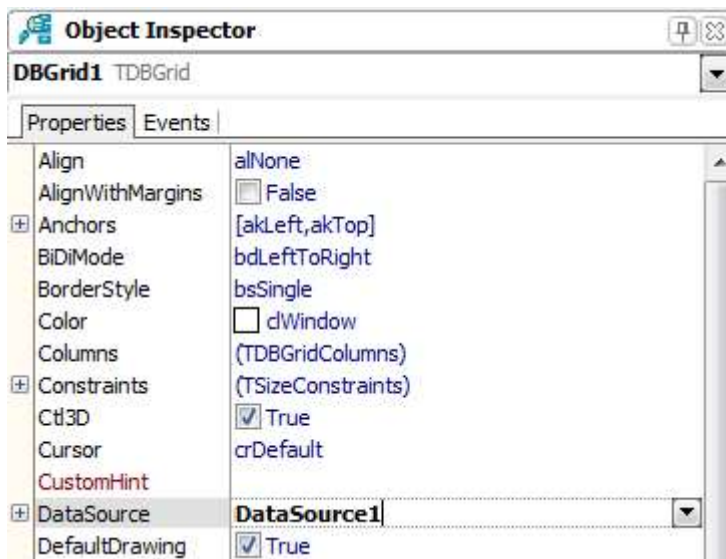 Object Inspector
DBGrid1 TDBGrid
Properties Events
Align alNone
AlignWithMargins False
Anchors [akLeft,akTop]
BiDiMode bdLeftToRight
BorderStyle bsSingle
Color clWindow
Columns (TDBGridColumns)
Constraints (TSizeConstraints)
Ctl3D True
Cursor crDefault
CustomHint
DataSource DataSource1
DefaultDrawing True